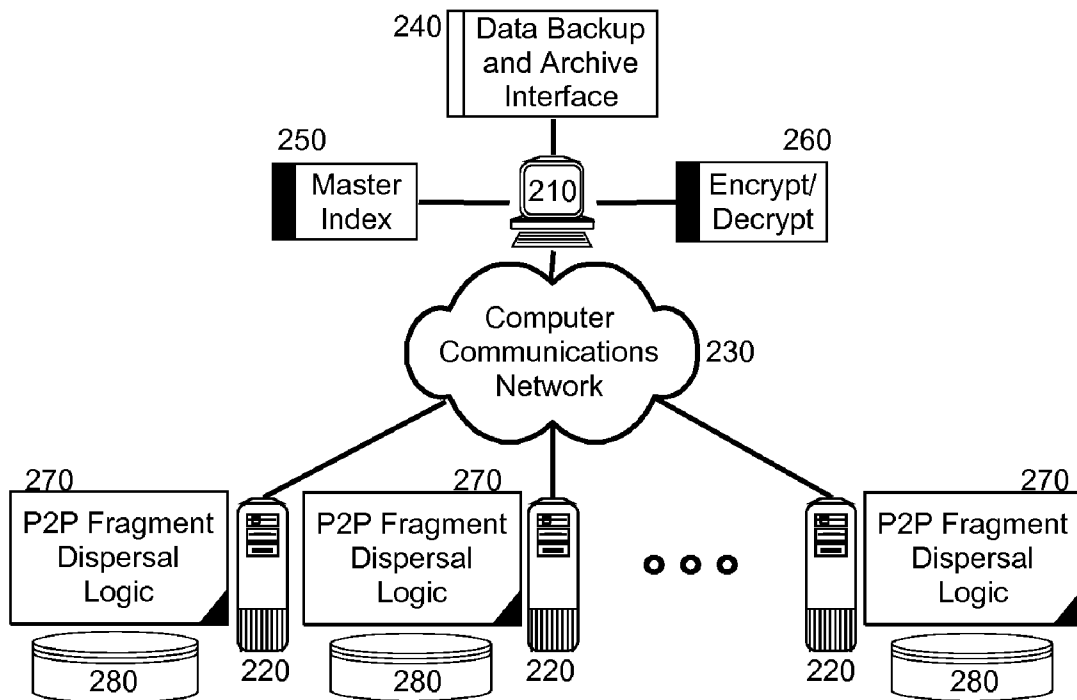 240
Data Backup
and Archive
Interface
250
Master
Index
210
260
Encrypt/
Decrypt
Computer
Communications
Network
230
270
P2P Fragment
Dispersal
Logic
280
220
270
P2P Fragment
Dispersal
Logic
280
220
270
P2P Fragment
Dispersal
Logic
220
280